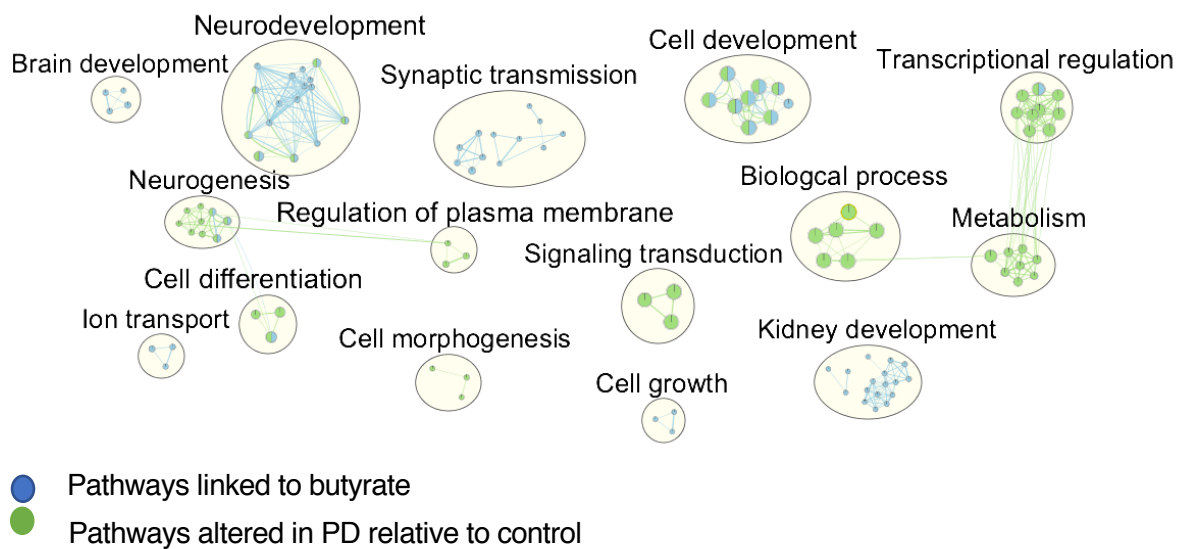 Neurodevelopment
Brain development
Synaptic transmission
Cell development
Transcriptional regulation
Neurogenesis
Regulation of plasma membrane
Biologcal process
Metabolism
Signaling transduction
Cell differentiation
Ion transport
Cell morphogenesis
Kidney development
Cell growth
Pathways linked to butyrate
Pathways altered in PD relative to control